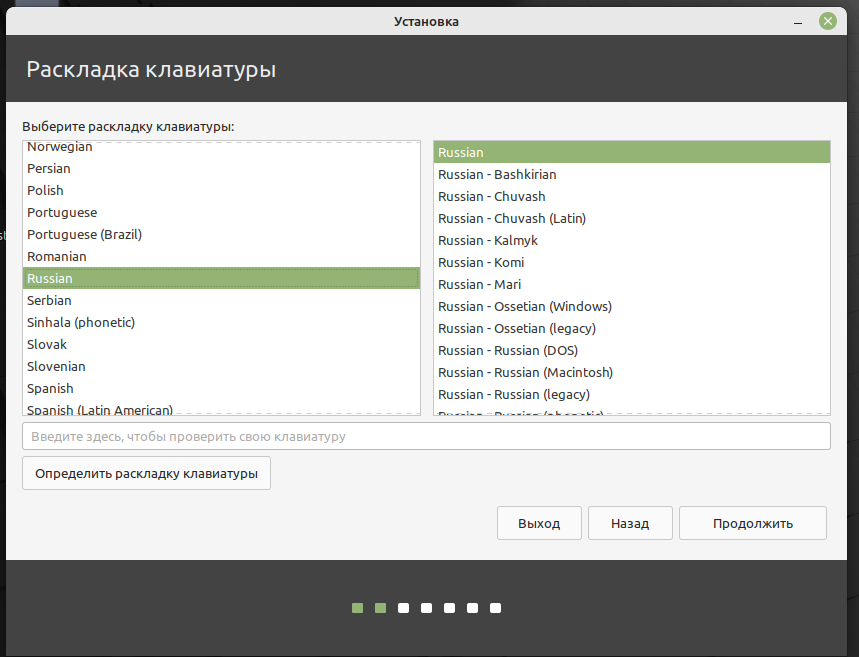 Установка
Раскладка клавиатуры
Выберите раскладку клавиатуры:
Norwegian
Persian
Polish
Portuguese
Portuguese (Brazil)
Romanian
Russian
Serbian
Sinhala (phonetic)
Slovak
Slovenian
Spanish
Spanish (Latin American)
Russian
Russian - Bashkirian
Russian - Chuvash
Russian - Chuvash (Latin)
Russian - Kalmyk
Russian - Komi
Russian - Mari
Russian - Ossetian (Windows)
Russian - Ossetian (legacy)
Russian - Russian (DOS)
Russian - Russian (Macintosh)
Russian - Russian (legacy)
Russian - Russian (phonetic)
Введите здесь, чтобы проверить свою клавиатуру
Определить раскладку клавиатуры
Выход
Назад
Продолжить